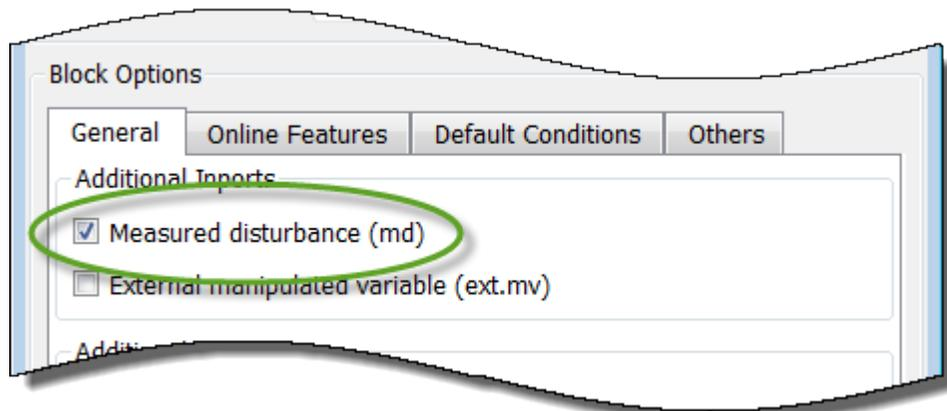 Block Options
General Online Features Default Conditions Others
Additional Inports
Measured disturbance (md)
External manipulated variable (ext.mv)